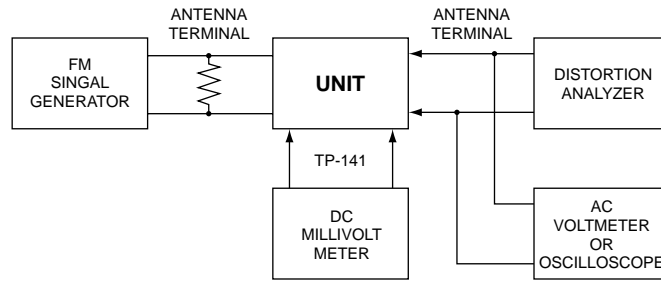 ANTENNA
TERMINAL
ANTENNA
TERMINAL
FM
SINGAL
GENERATOR
UNIT
DISTORTION
ANALYZER
TP-141
DC
MILLIVOLT
METER
AC
VOLTMETER
OR
OSCILLOSCOPE